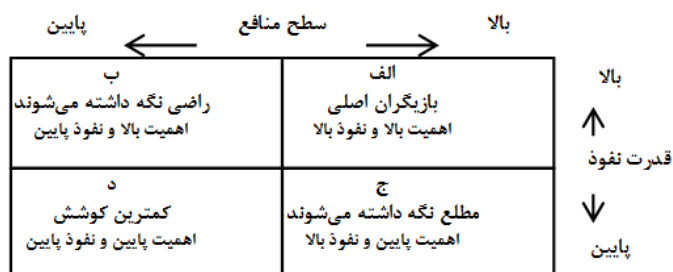 بالا سطح منافع پایین
الف
بازیگران اصلی
اهمیت بالا و نفوذ بالا
ب
راضی نگه داشته می‌شوند
اهمیت بالا و نفوذ پایین
بالا
قدرت نفوذ
پایین
ج
مطلع نگه داشته می‌شوند
اهمیت پایین و نفوذ بالا
د
کمترین کوشش
اهمیت پایین و نفوذ پایین